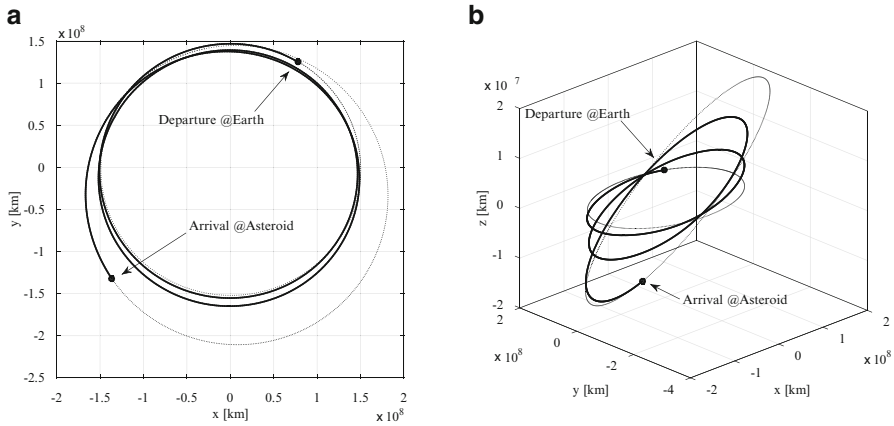 a
x 10^8
1.5
1
0.5
0
-0.5
-1
-1.5
-2
-2.5
y [km]
Departure @Earth
Arrival @Asteroid
-2 -1.5 -1 -0.5 0 0.5 1 1.5 2
x [km]
x 10^8
b
x 10^7
2
1
0
-1
-2
z [km]
Departure @Earth
Arrival @Asteroid
2
0
-2
-4
x 10^8
y [km]
-2
-1
0
1
2
x 10^8
x [km]